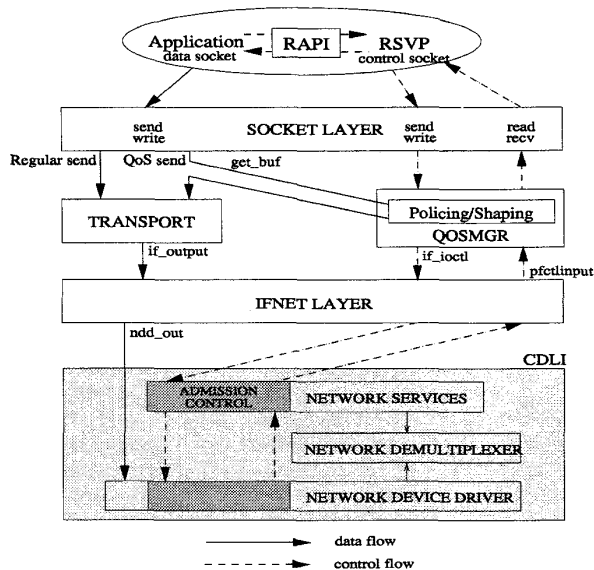 Application RAPI RSVP
data socket control socket
send SOCKET LAYER send read
write write recv
Regular send QoS send get_buf
Policing/Shaping
TRANSPORT QOSMGR
if_output if_ioctl pfctlinput
IFNET LAYER
ndd_out
CDLI
ADMISSION
CONTROL NETWORK SERVICES
NETWORK DEMULTIPLEXER
NETWORK DEVICE DRIVER
data flow
control flow